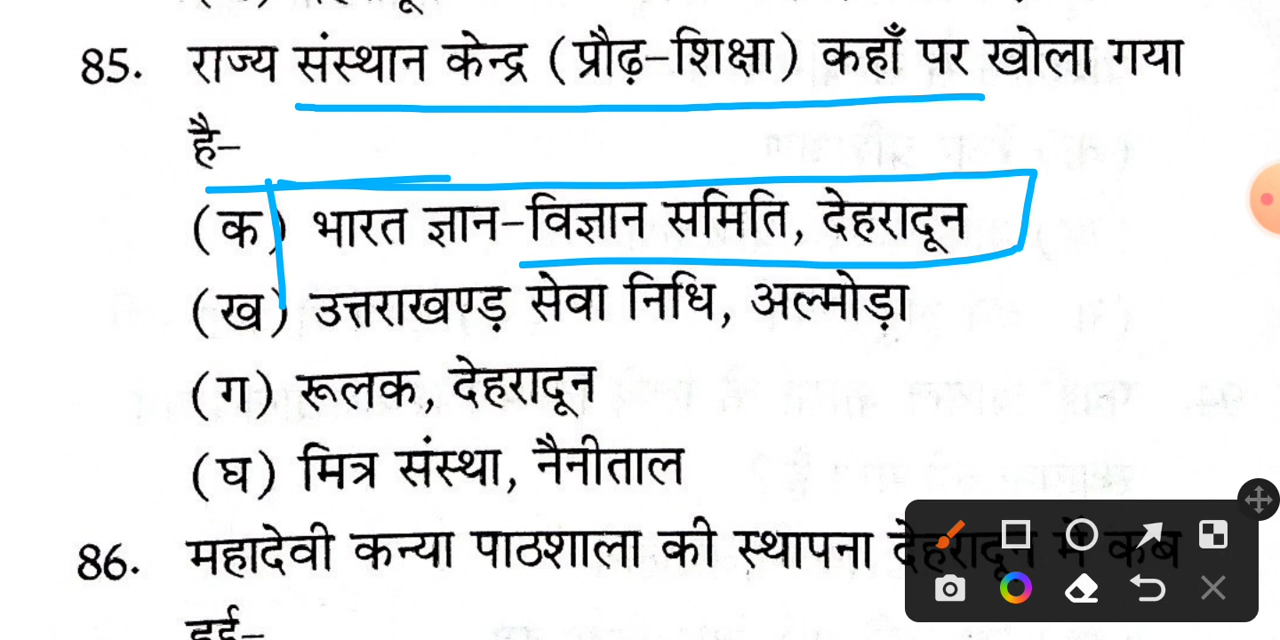 85. राज्य संस्थान केन्द्र (प्रौढ़-शिक्षा) कहाँ पर खोला गया
है-
(क) भारत ज्ञान-विज्ञान समिति, देहरादून
(ख) उत्तराखण्ड़ सेवा निधि, अल्मोड़ा
(ग) रूलक, देहरादून
(घ) मित्र संस्था, नैनीताल
86. महादेवी कन्या पाठशाला की स्थापना देहरादून में कब
हुई-